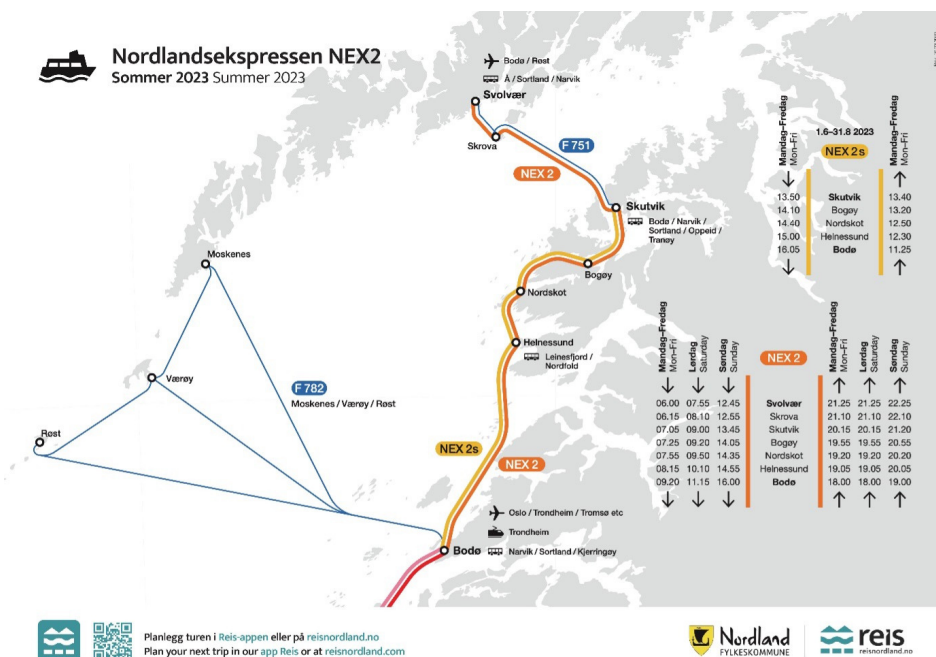 Nordlandsekspressen NEX2
Sommer 2023 Summer 2023
Bodø / Røst
Å / Sortland / Narvik
Svolvær
Skrova
F 751
NEX 2
Skutvik
Bodø / Narvik /
Sortland / Oppeid /
Tranøy
Bogøy
Nordskot
Helnessund
Leinesfjord /
Nordfold
Moskenes
Værøy
Røst
F 782
Moskenes / Værøy / Røst
NEX 2s
NEX 2
Oslo / Trondheim / Tromsø etc
Trondheim
Bodø
Narvik / Sortland / Kjerringøy
1.6–31.8 2023
NEX 2s
Mandag–Fredag
Mon–Fri
Mandag–Fredag
Mon–Fri
13.50 Skutvik 13.40
14.10 Bogøy 13.20
14.40 Nordskot 12.50
15.00 Helnessund 12.30
16.05 Bodø 11.25
NEX 2
Mandag–Fredag
Mon–Fri
Lørdag
Saturday
Søndag
Sunday
Mandag–Fredag
Mon–Fri
Lørdag
Saturday
Søndag
Sunday
06.00 07.55 12.45 Svolvær 21.25 21.25 22.25
06.15 08.10 12.55 Skrova 21.10 21.10 22.10
07.05 09.00 13.45 Skutvik 20.15 20.15 21.20
07.25 09.20 14.05 Bogøy 19.55 19.55 20.55
07.55 09.50 14.35 Nordskot 19.20 19.20 20.20
08.15 10.10 14.55 Helnessund 19.05 19.05 20.05
09.20 11.15 16.00 Bodø 18.00 18.00 19.00
Planlegg turen i Reis-appen eller på reisnordland.no
Plan your next trip in our app Reis or at reisnordland.com
Nordland
FYLKESKOMMUNE
reis
reisnordland.no